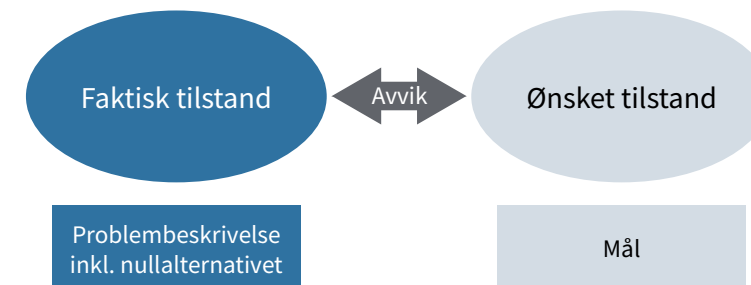 Faktisk tilstand
Avvik
Ønsket tilstand
Problembeskrivelse
inkl. nullalternativet
Mål